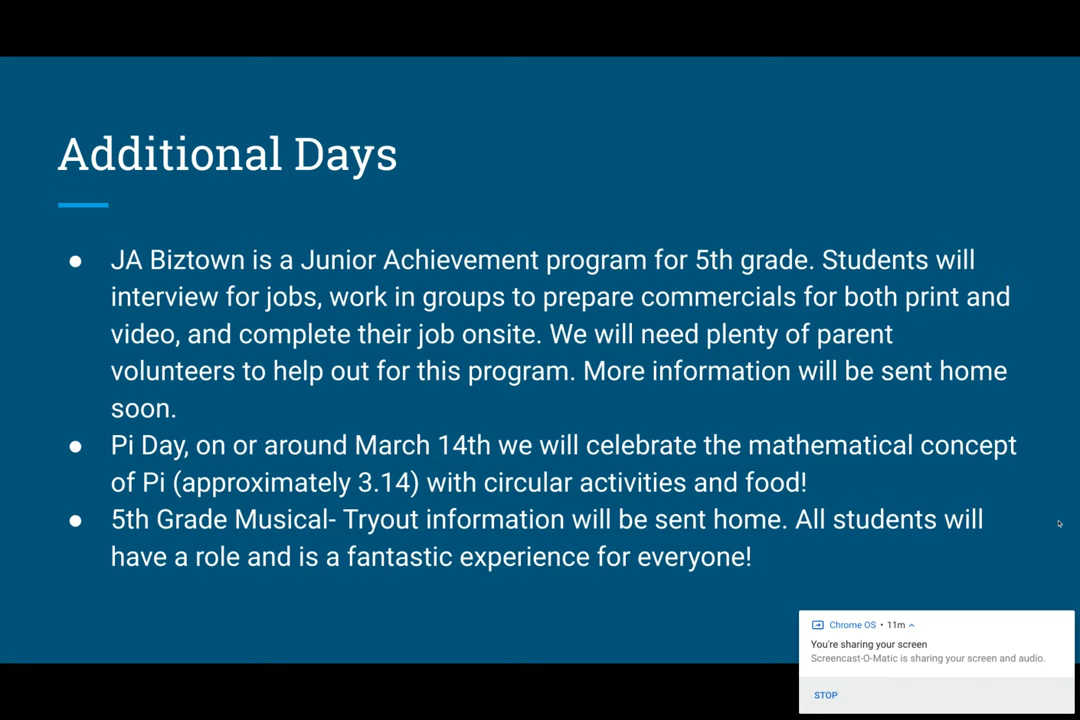 Additional Days
● JA Biztown is a Junior Achievement program for 5th grade. Students will
interview for jobs, work in groups to prepare commercials for both print and
video, and complete their job onsite. We will need plenty of parent
volunteers to help out for this program. More information will be sent home
soon.
● Pi Day, on or around March 14th we will celebrate the mathematical concept
of Pi (approximately 3.14) with circular activities and food!
● 5th Grade Musical- Tryout information will be sent home. All students will
have a role and is a fantastic experience for everyone!
Chrome OS • 11m
You're sharing your screen
Screencast-O-Matic is sharing your screen and audio.
STOP